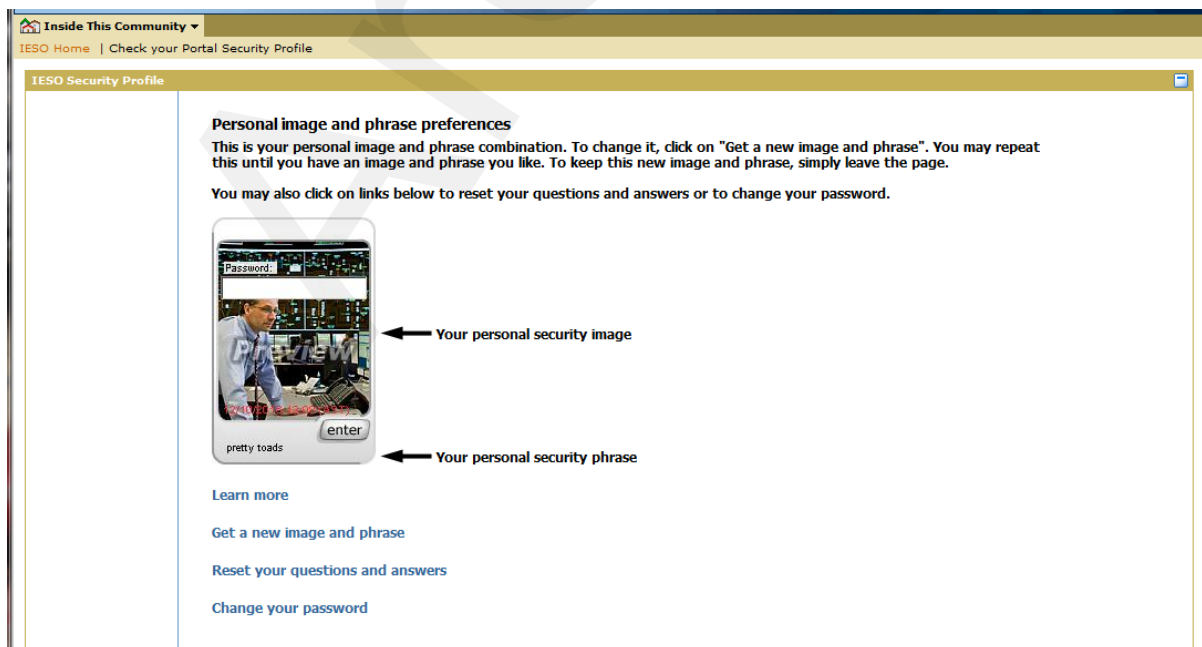 Inside This Community
IESO Home | Check your Portal Security Profile
IESO Security Profile
Personal image and phrase preferences
This is your personal image and phrase combination. To change it, click on "Get a new image and phrase". You may repeat
this until you have an image and phrase you like. To keep this new image and phrase, simply leave the page.
You may also click on links below to reset your questions and answers or to change your password.
Password:
Preview
Your personal security image
enter
pretty toads
Your personal security phrase
Learn more
Get a new image and phrase
Reset your questions and answers
Change your password